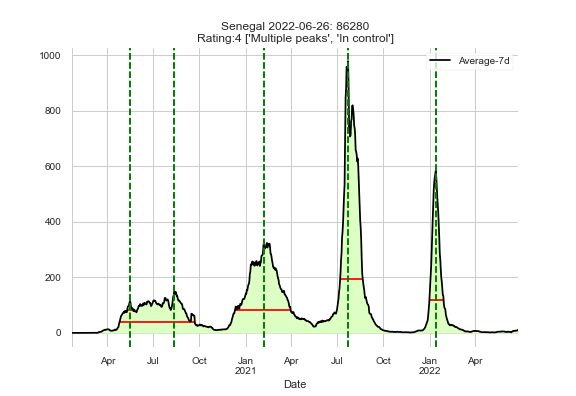 Senegal 2022-06-26: 86280
Rating:4 ['Multiple peaks', 'In control']
Average-7d
1000
800
600
400
200
0
Apr Jul Oct Jan Apr Jul Oct Jan Apr
2021 2022
Date